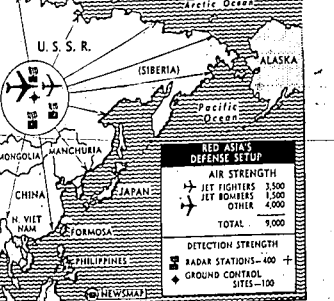 Arctic Ocean
U. S. S. R.
(SIBERIA)
ALASKA
Pacific
Ocean
MONGOLIA
MANCHURIA
CHINA
JAPAN
N. VIET
NAM
FORMOSA
PHILIPPINES
NEWSMAP
RED ASIA'S
DEFENSE SETUP
AIR STRENGTH
JET FIGHTERS 3,500
JET BOMBERS 1,500
OTHER 4,000
TOTAL 9,000
DETECTION STRENGTH
RADAR STATIONS—400
GROUND CONTROL
SITES—100